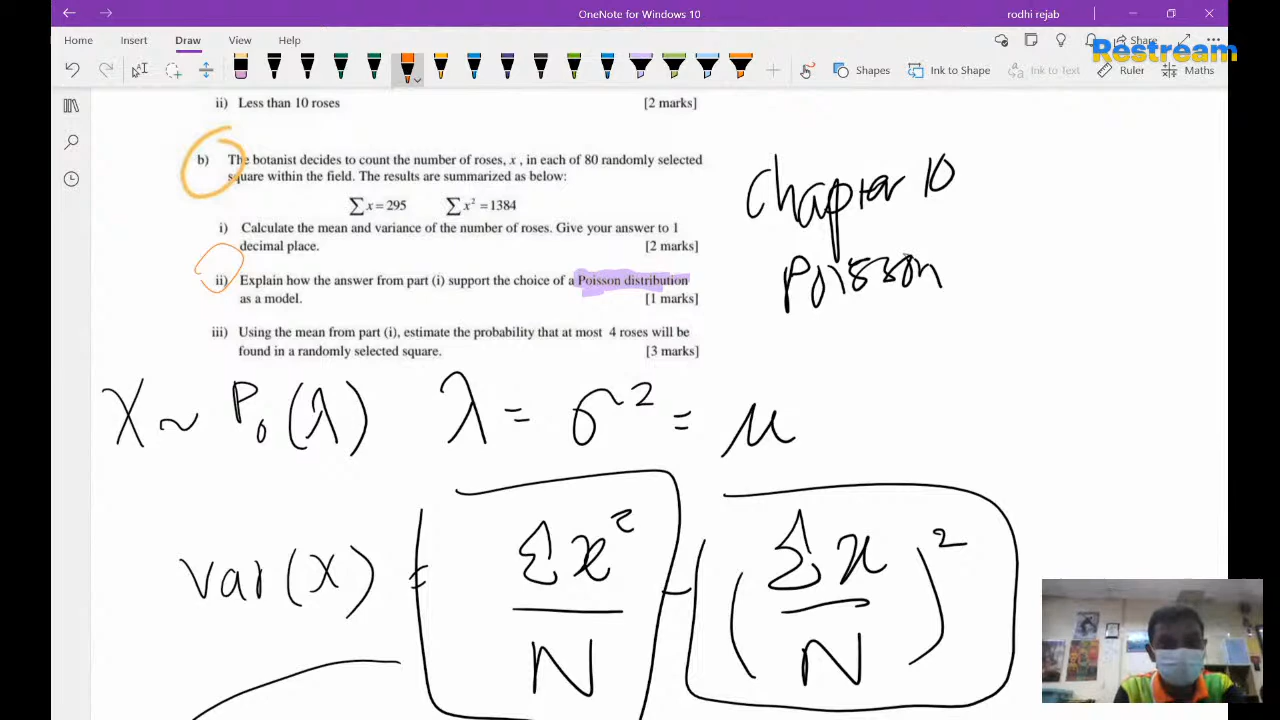 OneNote for Windows 10
rodhi rejab
Home Insert Draw View Help
Share
Restream
Shapes
Ink to Shape
Ink to Text
Ruler
Maths
ii) Less than 10 roses [2 marks]
b) The botanist decides to count the number of roses, x , in each of 80 randomly selected
square within the field. The results are summarized as below:
∑x = 295 ∑x² = 1384
i) Calculate the mean and variance of the number of roses. Give your answer to 1
decimal place. [2 marks]
ii) Explain how the answer from part (i) support the choice of a Poisson distribution
as a model. [1 marks]
iii) Using the mean from part (i), estimate the probability that at most 4 roses will be
found in a randomly selected square. [3 marks]
Chapter 10
Poisson
X ~ Po(λ) λ = σ² = μ
var(X) = ∑x²/N - (∑x/N)²